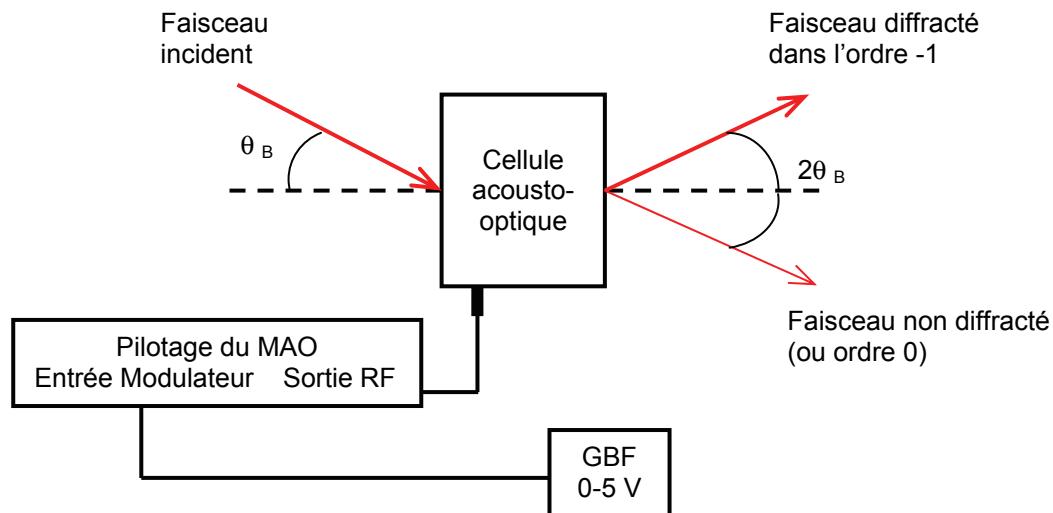 Faisceau
incident
Faisceau diffracté
dans l’ordre -1
θ B
Cellule
acousto-
optique
2θ B
Faisceau non diffracté
(ou ordre 0)
Pilotage du MAO
Entrée Modulateur Sortie RF
GBF
0-5 V